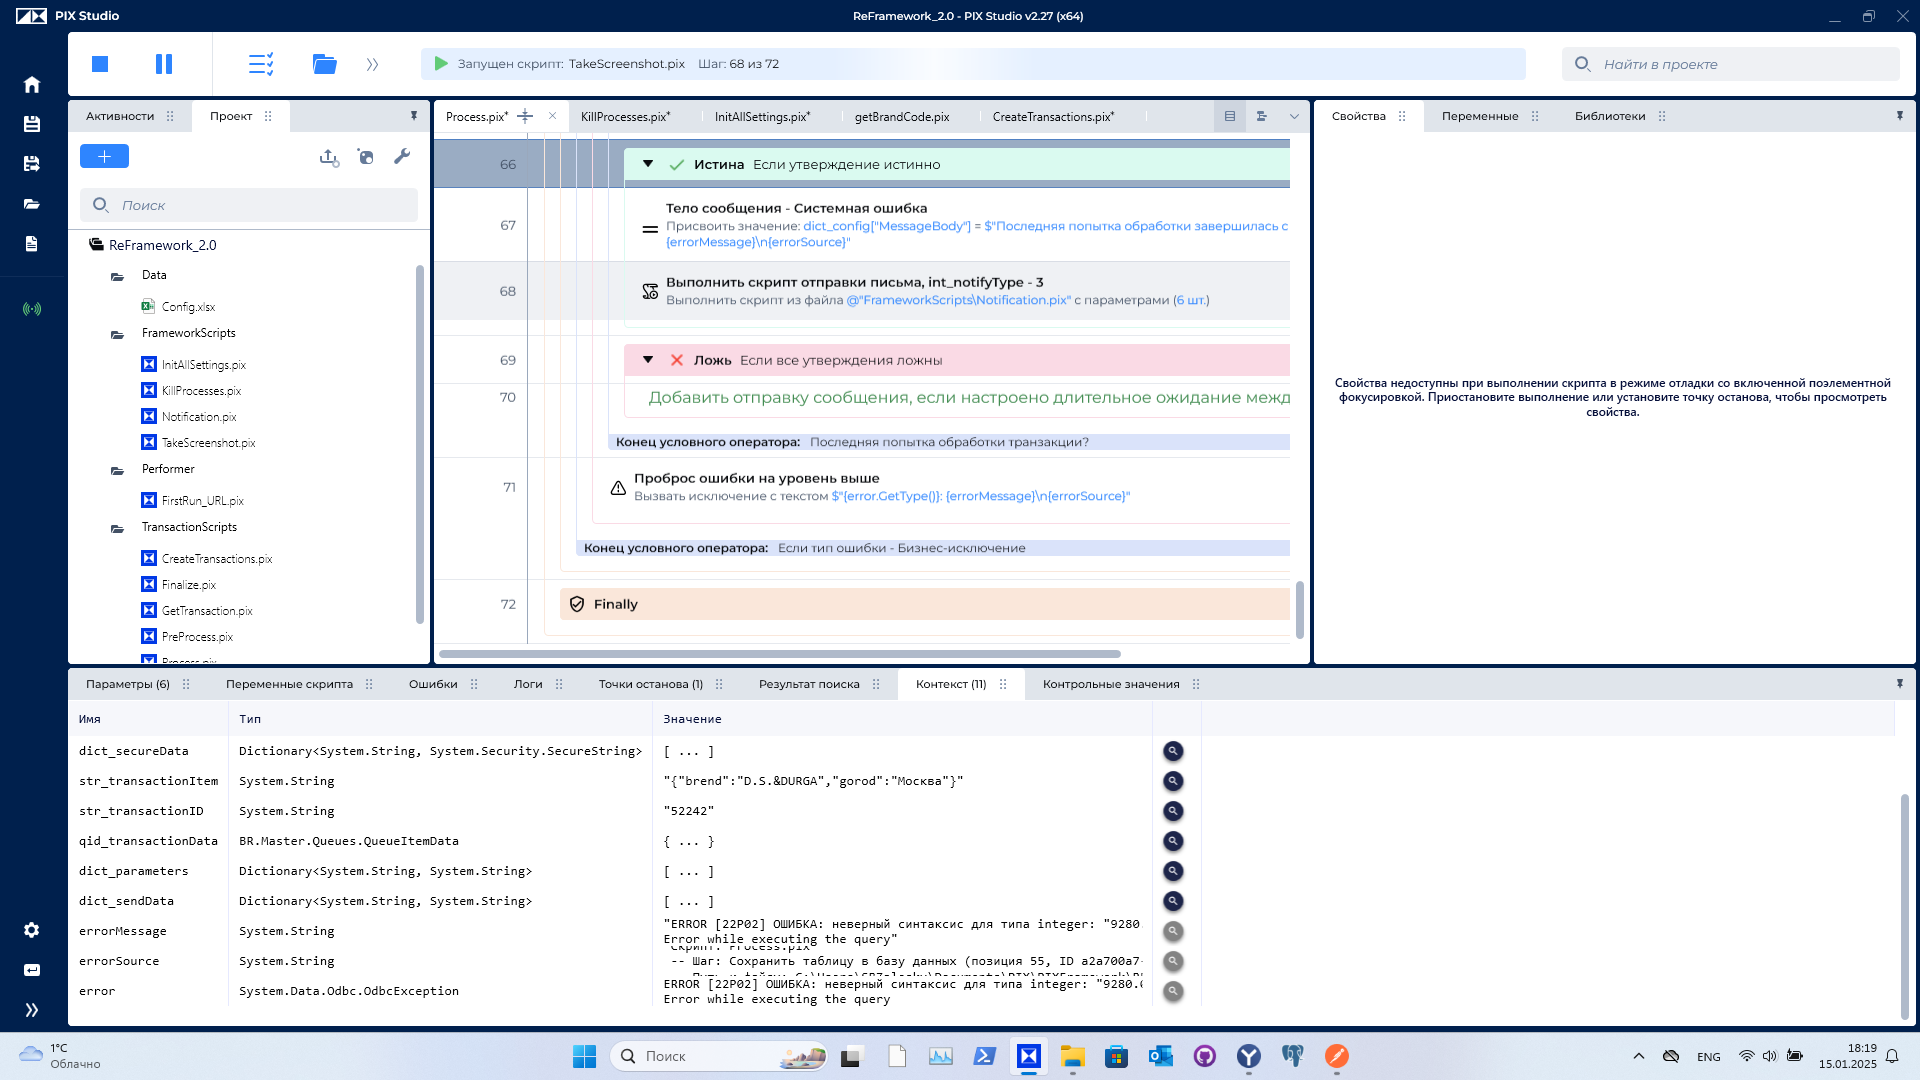 PIX Studio
ReFramework_2.0 - PIX Studio v2.27 (x64)
Запущен скрипт: TakeScreenshot.pix Шаг: 68 из 72
Найти в проекте
Активности
Проект
Поиск
ReFramework_2.0
Data
Config.xlsx
FrameworkScripts
InitAllSettings.pix
KillProcesses.pix
Notification.pix
TakeScreenshot.pix
Performer
FirstRun_URL.pix
TransactionScripts
CreateTransactions.pix
Finalize.pix
GetTransaction.pix
PreProcess.pix
Process.pix
Process.pix* KillProcesses.pix* InitAllSettings.pix* getBrandCode.pix CreateTransactions.pix*
66 Истина Если утверждение истинно
67
Тело сообщения - Системная ошибка
Присвоить значение: dict_config["MessageBody"] = $"Последняя попытка обработки завершилась с
{errorMessage}\n{errorSource}"
68
Выполнить скрипт отправки письма, int_notifyType - 3
Выполнить скрипт из файла @"FrameworkScripts\Notification.pix" с параметрами (6 шт.)
69 Ложь Если все утверждения ложны
70 Добавить отправку сообщения, если настроено длительное ожидание межд
Конец условного оператора: Последняя попытка обработки транзакции?
71
Проброс ошибки на уровень выше
Вызвать исключение с текстом $"{error.GetType()}: {errorMessage}\n{errorSource}"
Конец условного оператора: Если тип ошибки - Бизнес-исключение
72 Finally
Свойства Переменные Библиотеки
Свойства недоступны при выполнении скрипта в режиме отладки со включенной поэлементной
фокусировкой. Приостановите выполнение или установите точку останова, чтобы просмотреть
свойства.
Параметры (6) Переменные скрипта Ошибки Логи Точки останова (1) Результат поиска Контекст (11) Контрольные значения
Имя Тип Значение
dict_secureData Dictionary<System.String, System.Security.SecureString> [ ... ]
str_transactionItem System.String "{"brend":"D.S.&DURGA","gorod":"Москва"}"
str_transactionID System.String "52242"
qid_transactionData BR.Master.Queues.QueueItemData { ... }
dict_parameters Dictionary<System.String, System.String> [ ... ]
dict_sendData Dictionary<System.String, System.String> [ ... ]
errorMessage System.String "ERROR [22P02] ОШИБКА: неверный синтаксис для типа integer: "9280.
Error while executing the query"
errorSource System.String Скрипт: Process.pix
-- Шаг: Сохранить таблицу в базу данных (позиция 55, ID a2a700a7-
error System.Data.Odbc.OdbcException ERROR [22P02] ОШИБКА: неверный синтаксис для типа integer: "9280.0
Error while executing the query
1°C
Облачно
Поиск
ENG
18:19
15.01.2025